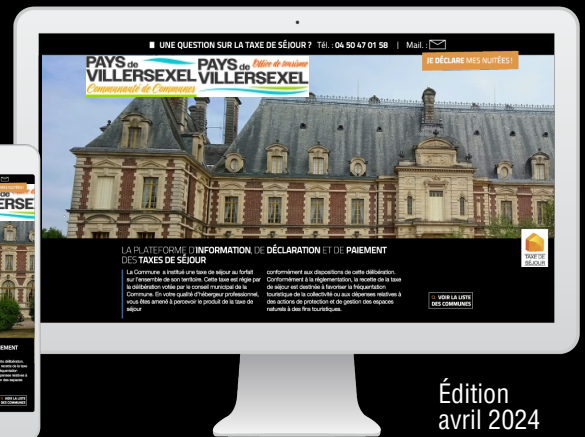 UNE QUESTION SUR LA TAXE DE SÉJOUR ? Tél. : 04 50 47 01 58 | Mail. :
JE DÉCLARE MES NUITÉES !
PAYS de
VILLERSEXEL
Communauté de Communes
Office de tourisme
PAYS de
VILLERSEXEL
LA PLATEFORME D'INFORMATION, DE DÉCLARATION ET DE PAIEMENT
DES TAXES DE SÉJOUR
La Commune a institué une taxe de séjour au forfait
sur l'ensemble de son territoire. Cette taxe est régie par
la délibération votée par le conseil municipal de la
Commune. En votre qualité d'hébergeur professionnel,
vous êtes amené à percevoir le produit de la taxe de
séjour
conformément aux dispositions de cette délibération.
Conformément à la réglementation, la recette de la taxe
de séjour est destinée à favoriser la fréquentation
touristique de la collectivité ou aux dépenses relatives à
des actions de protection et de gestion des espaces
naturels à des fins touristiques.
TAXE DE
SÉJOUR
VOIR LA LISTE
DES COMMUNES
VOIR LA LISTE
DES COMMUNES
Édition
avril 2024